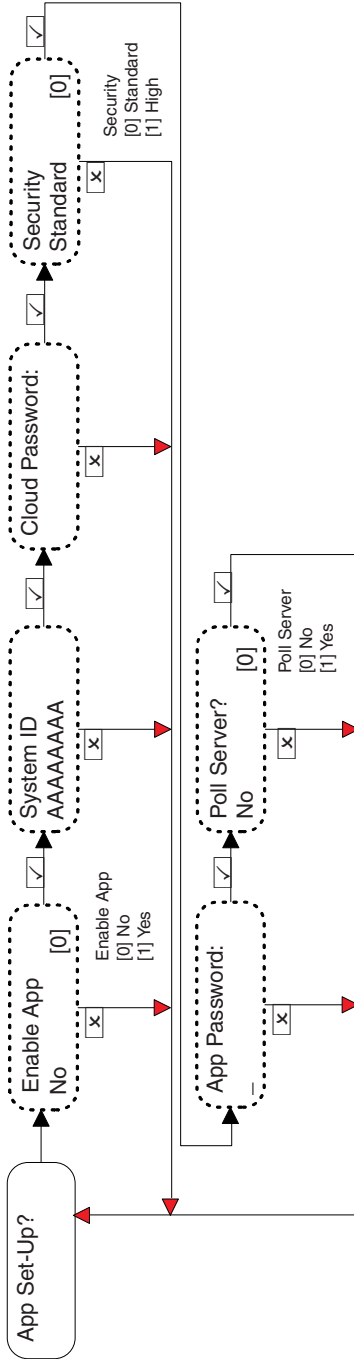 App Set-Up?
Enable App
No [0]
Enable App
[0] No
[1] Yes
System ID
AAAAAAAAA
Cloud Password:
Security
Standard [0]
Security
[0] Standard
[1] High
App Password:
_
Poll Server?
No [0]
Poll Server
[0] No
[1] Yes